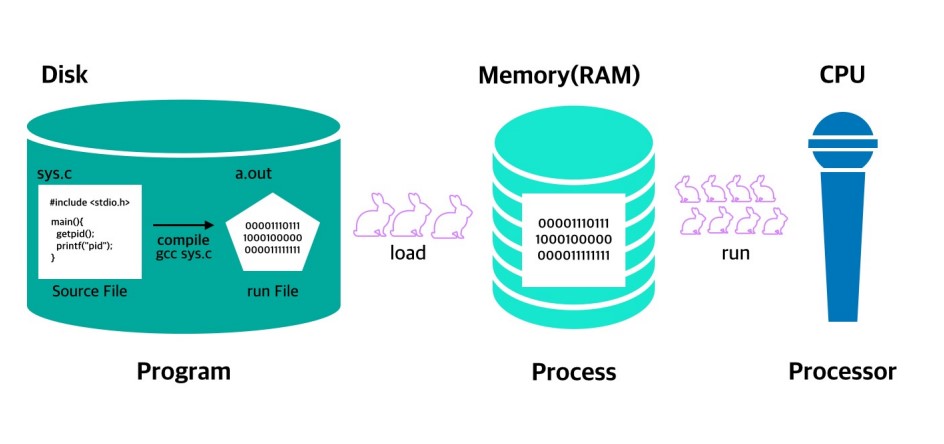 Disk
Memory(RAM)
CPU
sys.c
a.out
#include <stdio.h>
main(){
getpid();
printf("pid");
}
compile
gcc sys.c
00001110111
1000100000
000011111111
Source File
run File
load
00001110111
1000100000
000011111111
run
Program
Process
Processor